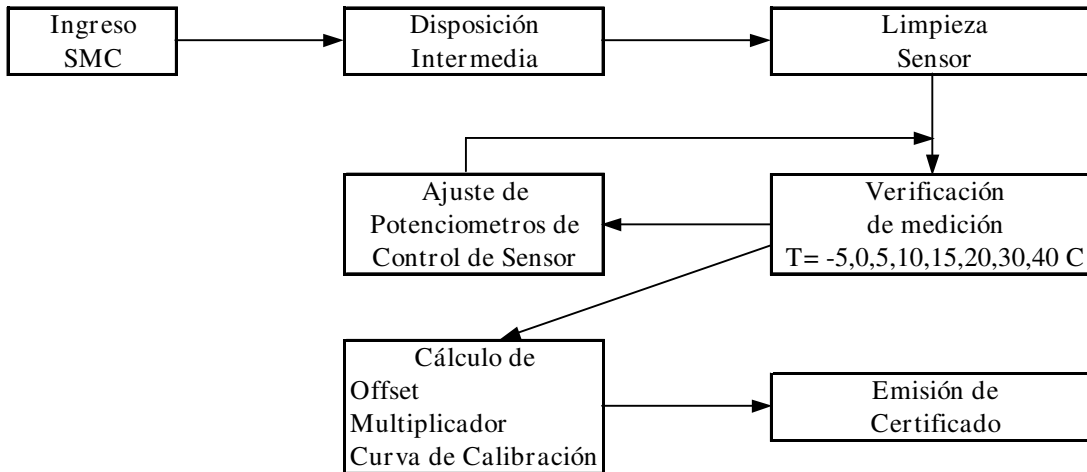 Ingreso
SMC
Disposición
Intermedia
Limpieza
Sensor
Ajuste de
Potenciometros de
Control de Sensor
Verificación
de medición
T= -5,0,5,10,15,20,30,40 C
Cálculo de
Offset
Multiplicador
Curva de Calibración
Emisión de
Certificado